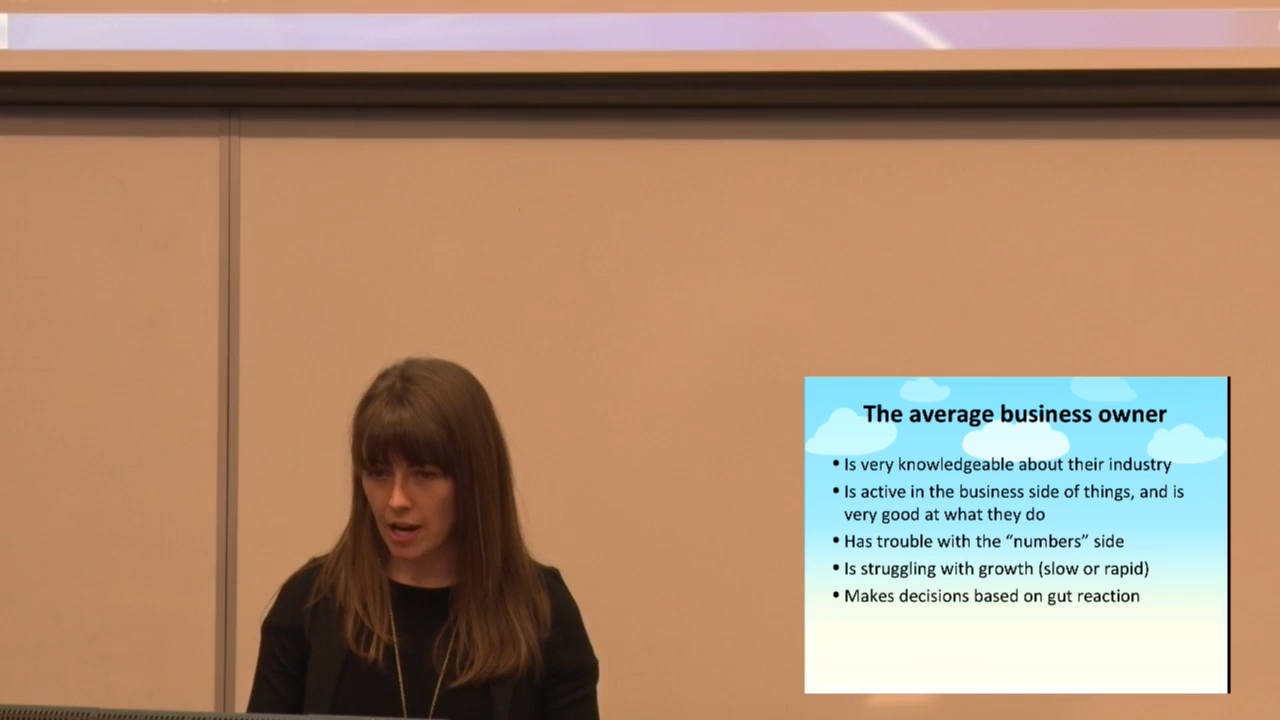 The average business owner
• Is very knowledgeable about their industry
• Is active in the business side of things, and is
very good at what they do
• Has trouble with the “numbers” side
• Is struggling with growth (slow or rapid)
• Makes decisions based on gut reaction